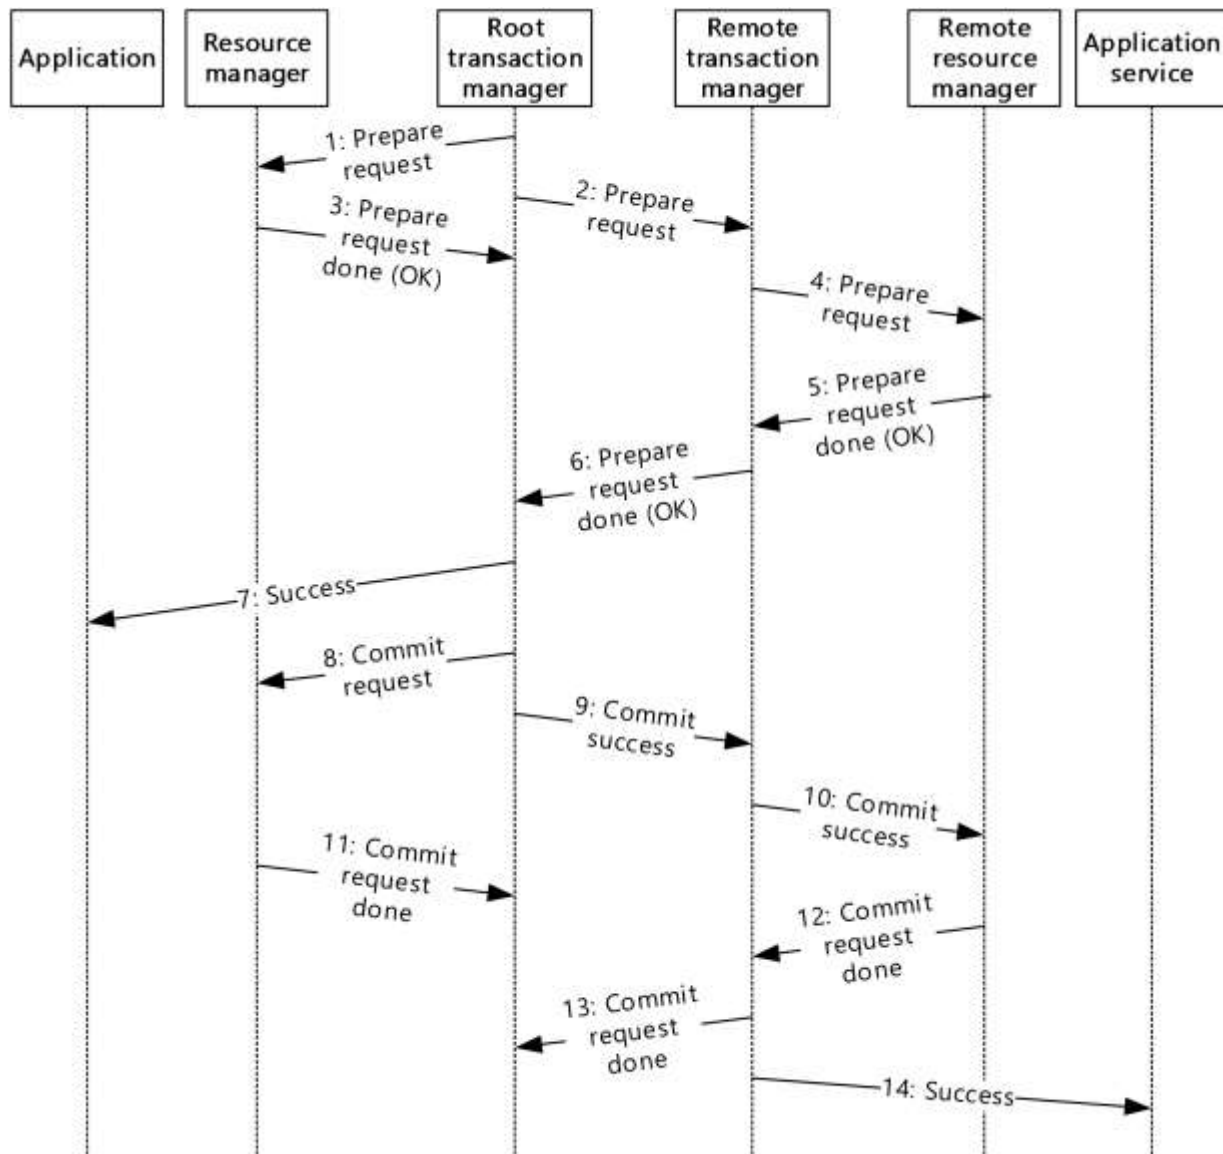 Application
Resource
manager
Root
transaction
manager
Remote
transaction
manager
Remote
resource
manager
Application
service
1: Prepare
request
2: Prepare
request
3: Prepare
request
done (OK)
4: Prepare
request
5: Prepare
request
done (OK)
6: Prepare
request
done (OK)
7: Success
8: Commit
request
9: Commit
success
10: Commit
success
11: Commit
request
done
12: Commit
request
done
13: Commit
request
done
14: Success